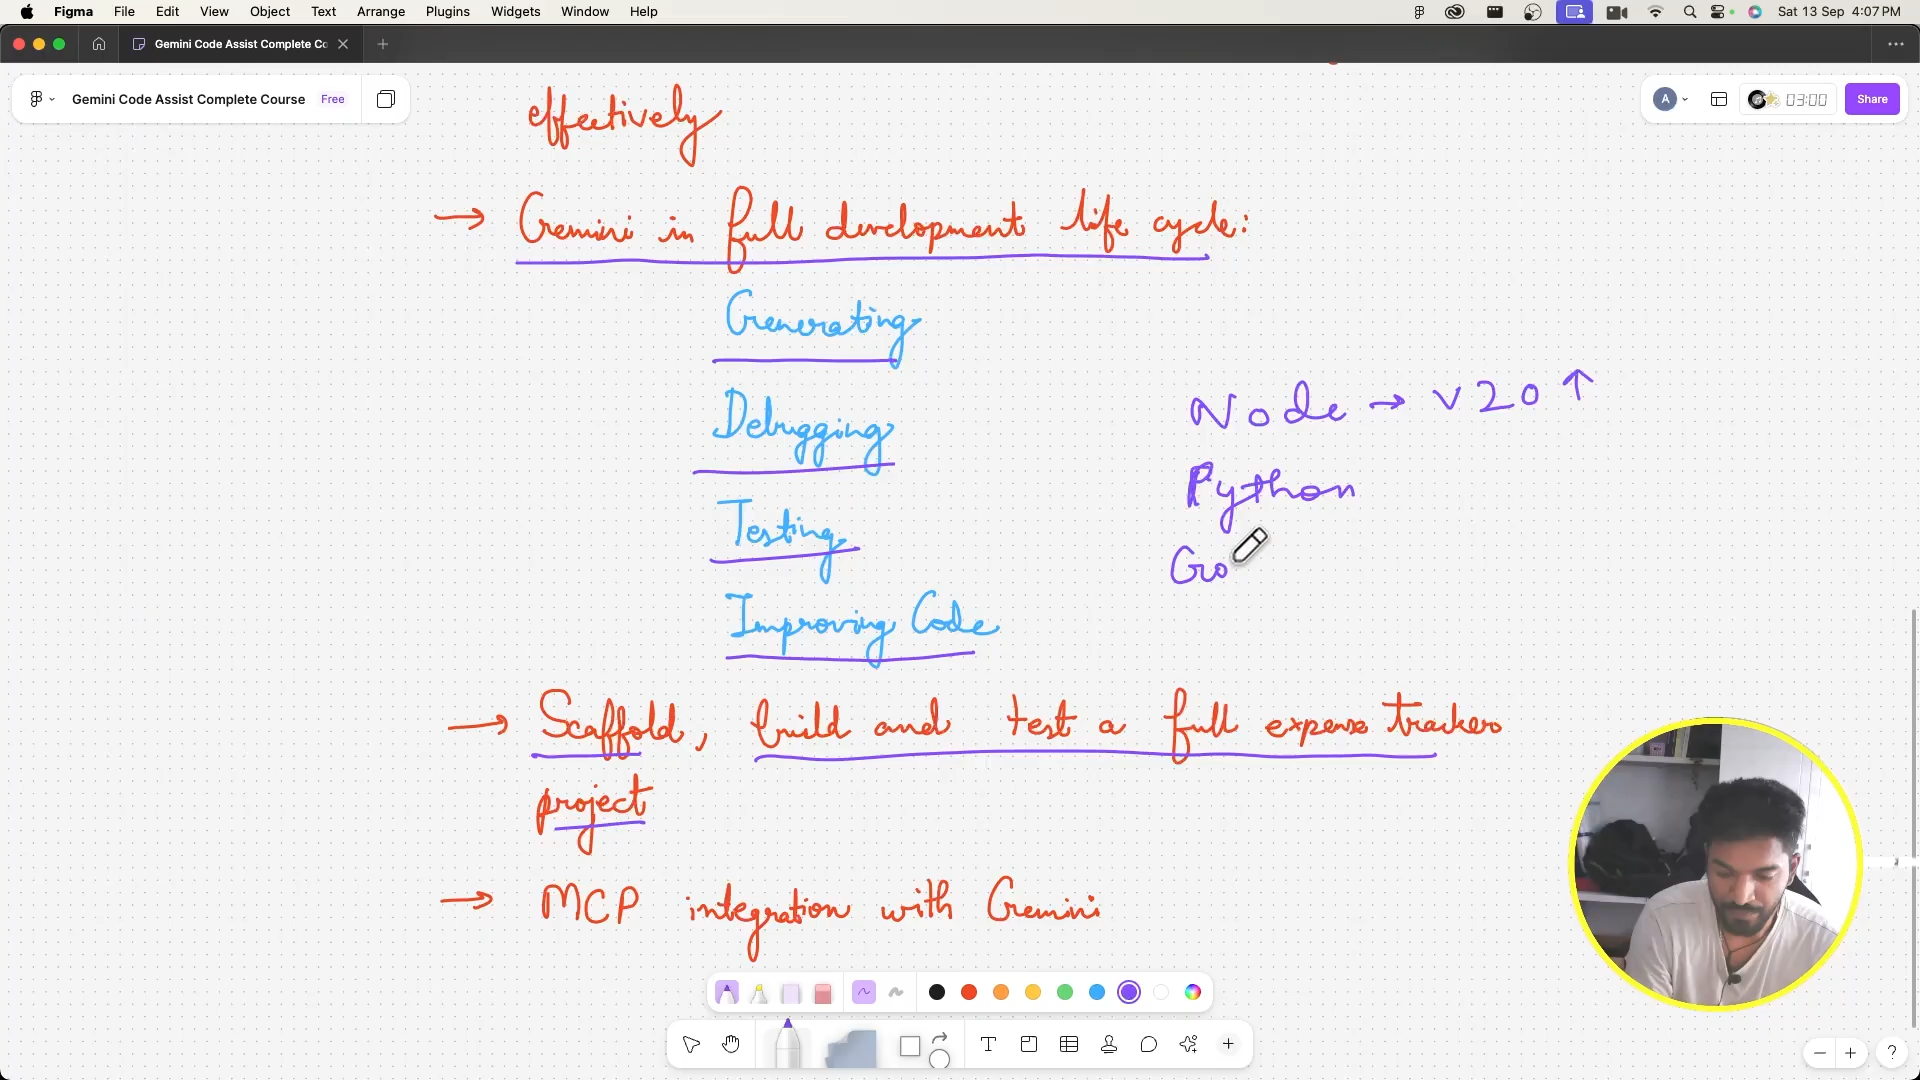 Figma File Edit View Object Text Arrange Plugins Widgets Window Help Sat 13 Sep 4:07 PM
Gemini Code Assist Complete Co
Gemini Code Assist Complete Course Free
A 03:00 Share
effectively
→ Gemini in full development life cycle:
Generating
Debugging
Testing
Improving Code
Node → v20 ↑
Python
Go
→ Scaffold, build and test a full expense tracker
project
→ MCP integration with Gemini
T
?